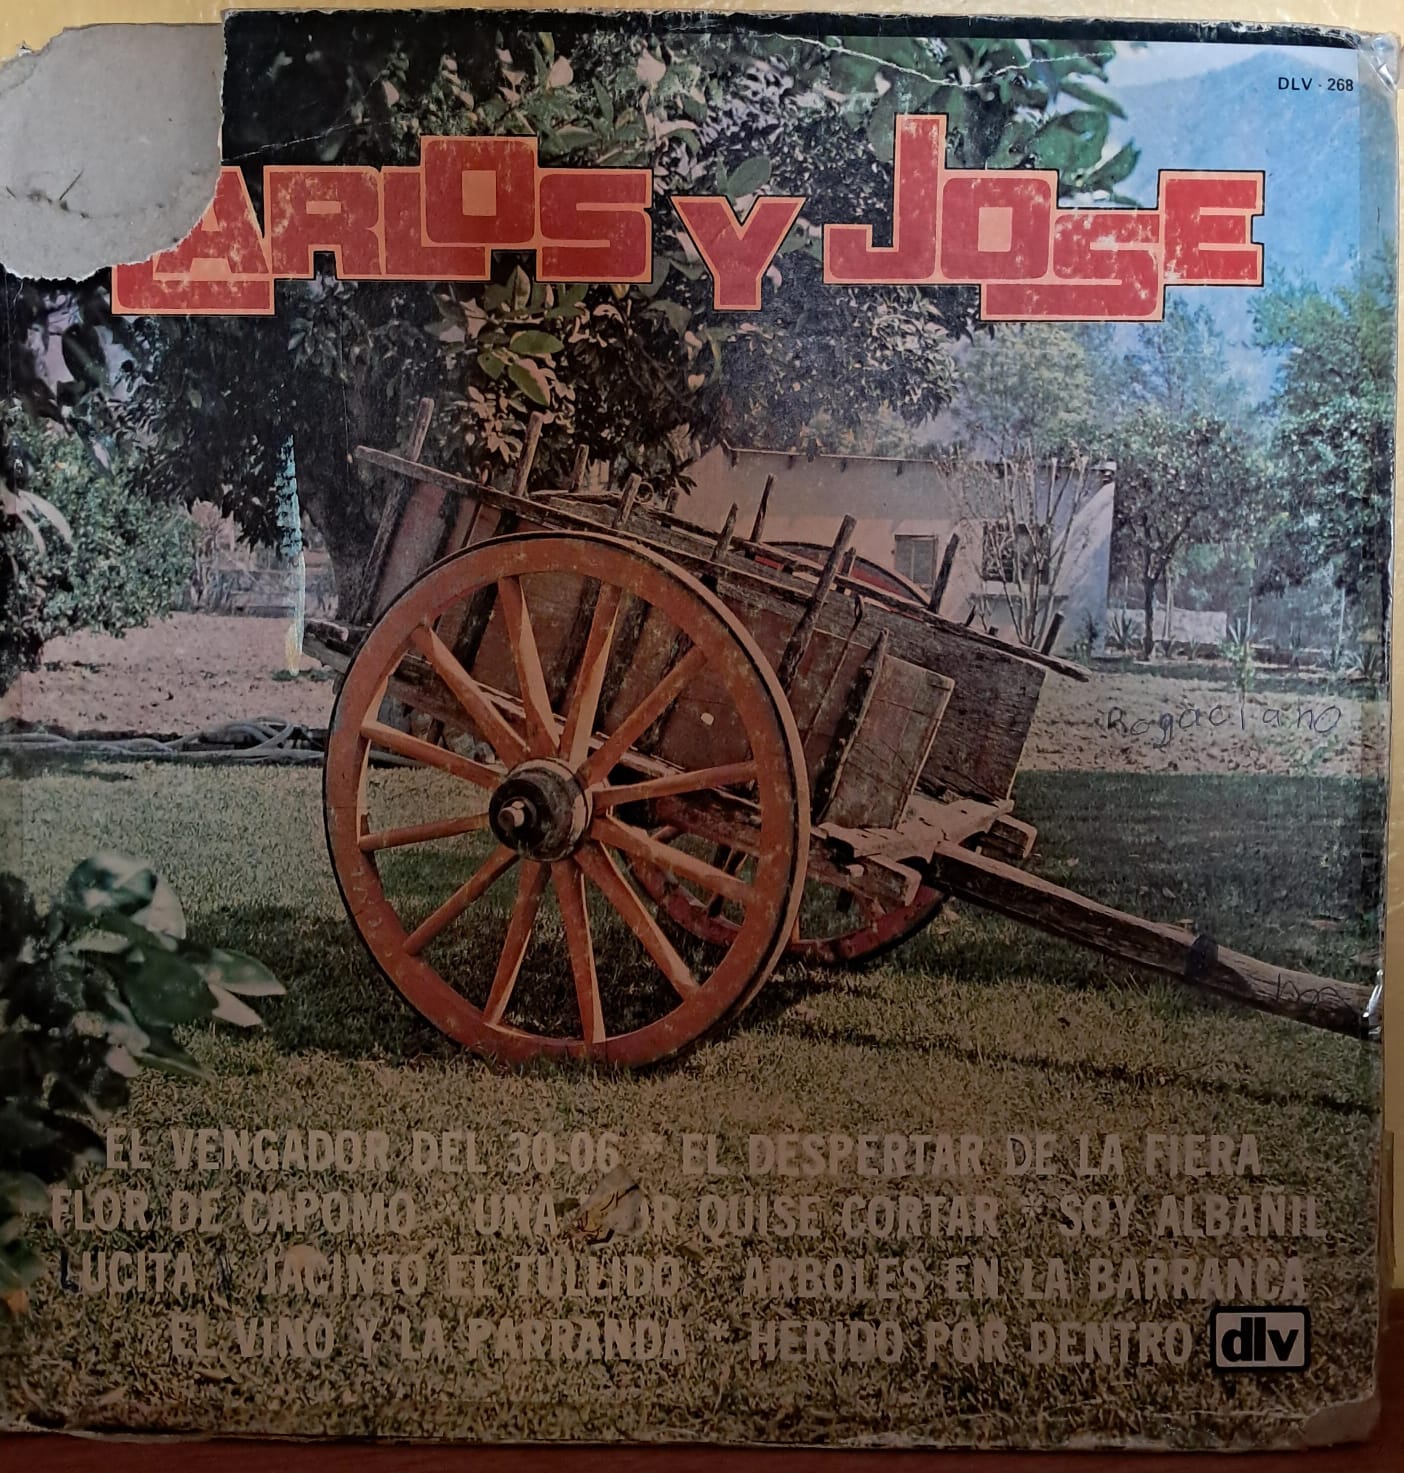 DLV - 268
CARLOS Y JOSE
Rogaciano
EL VENGADOR DEL 30-06 * EL DESPERTAR DE LA FIERA
FLOR DE CAPOMO * UNA FLOR QUISE CORTAR * SOY ALBAÑIL
LUCITA * JACINTO EL TULLIDO * ARBOLES EN LA BARRANCA
EL VINO Y LA PARRANDA * HERIDO POR DENTRO
dlv